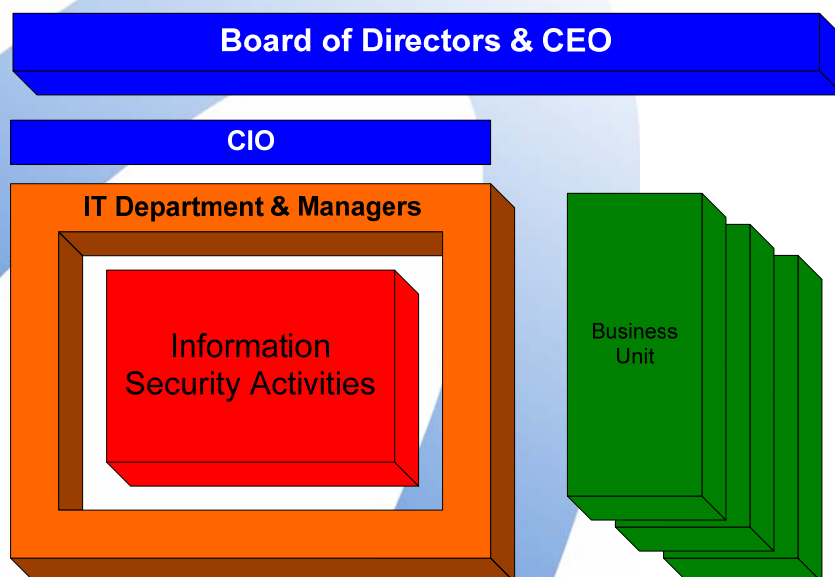 Board of Directors & CEO
CIO
IT Department & Managers
Information
Security Activities
Business
Unit